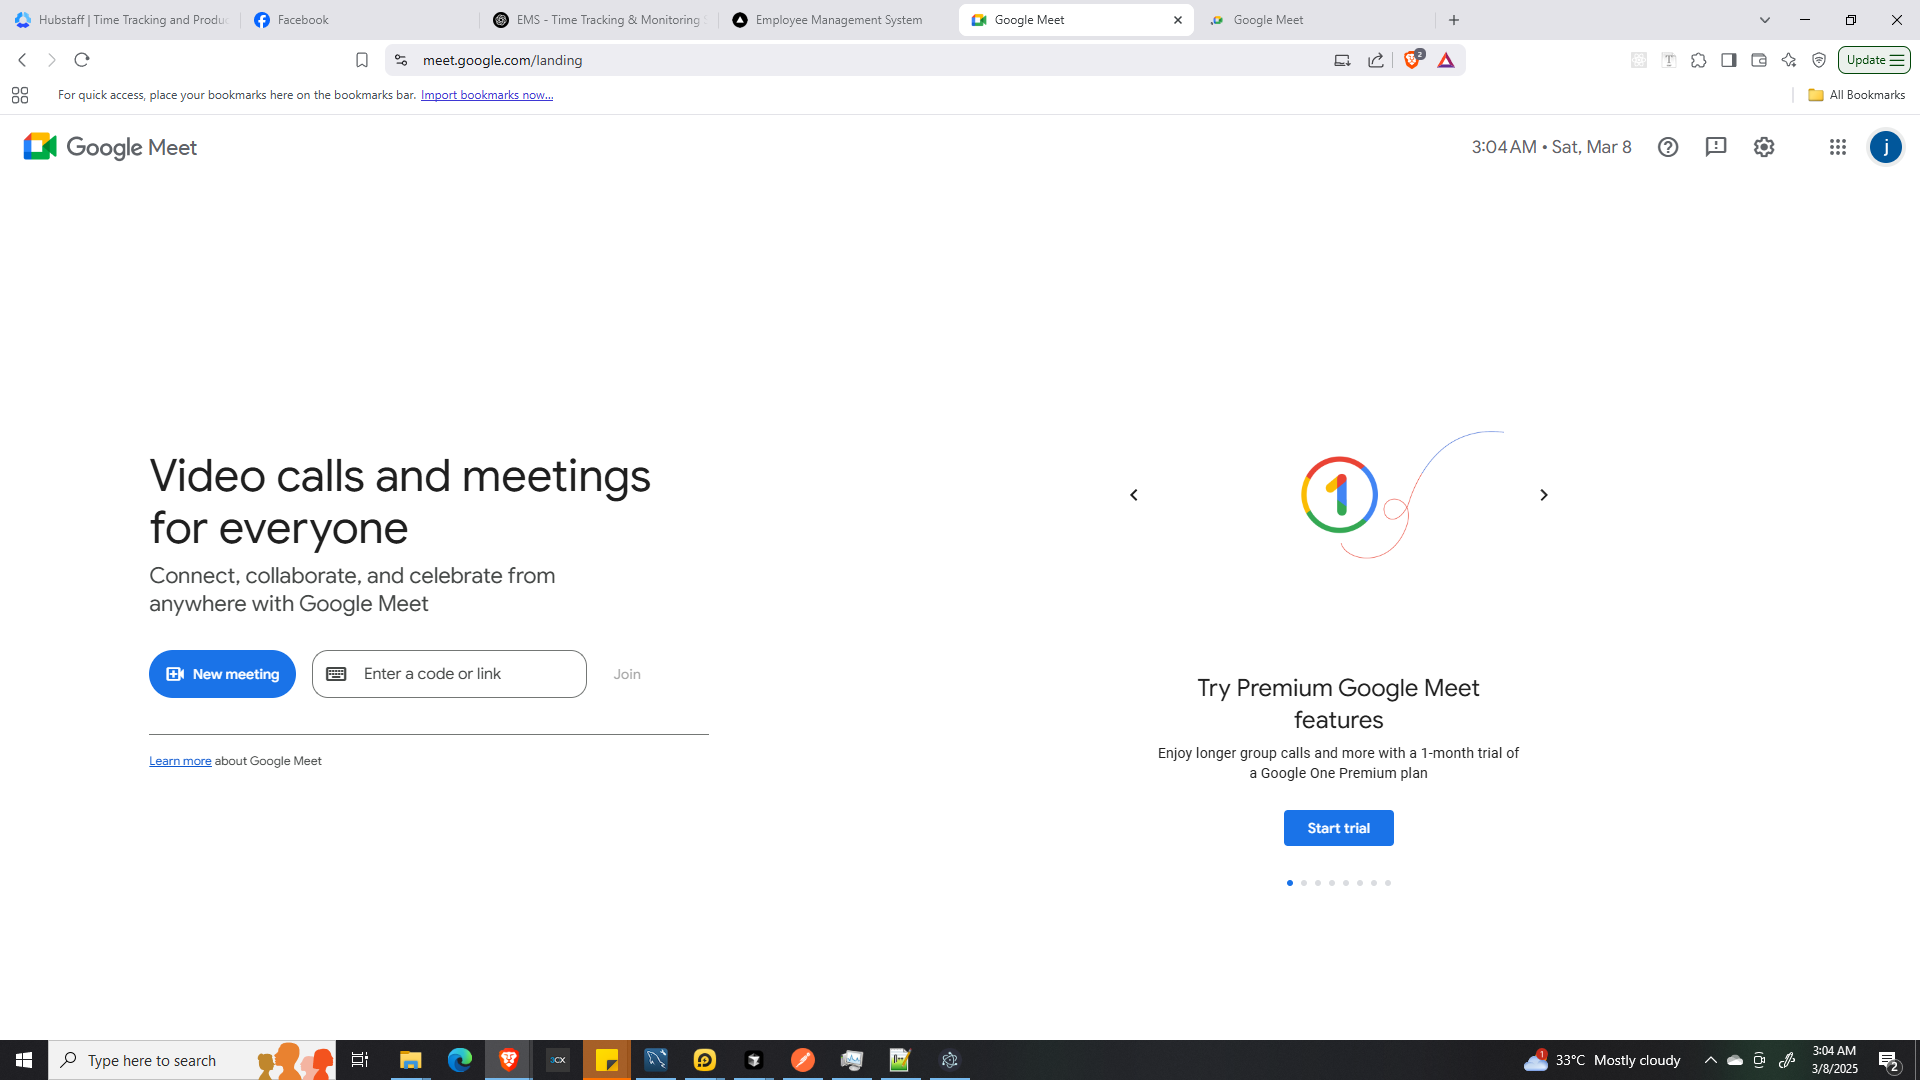 Hubstaff | Time Tracking and Produc
Facebook
EMS - Time Tracking & Monitoring S
Employee Management System
Google Meet
Google Meet
meet.google.com/landing
2
Update
For quick access, place your bookmarks here on the bookmarks bar. Import bookmarks now...
All Bookmarks
Google Meet
3:04 AM • Sat, Mar 8
j
Video calls and meetings
for everyone
Connect, collaborate, and celebrate from
anywhere with Google Meet
New meeting
Enter a code or link
Join
Learn more about Google Meet
1
Try Premium Google Meet
features
Enjoy longer group calls and more with a 1-month trial of
a Google One Premium plan
Start trial
Type here to search
3CX
1
33°C Mostly cloudy
3:04 AM
3/8/2025
2